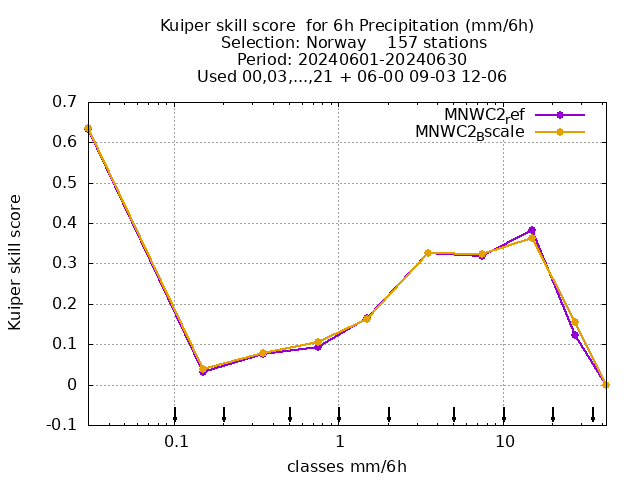 Kuiper skill score  for 6h Precipitation (mm/6h)
Selection: Norway    157 stations
Period: 20240601-20240630
Used 00,03,...,21 + 06-00 09-03 12-06
MNWC2ref
MNWC2Bscale
0.7
0.6
0.5
0.4
0.3
0.2
0.1
0
-0.1
Kuiper skill score
0.1 1 10
classes mm/6h